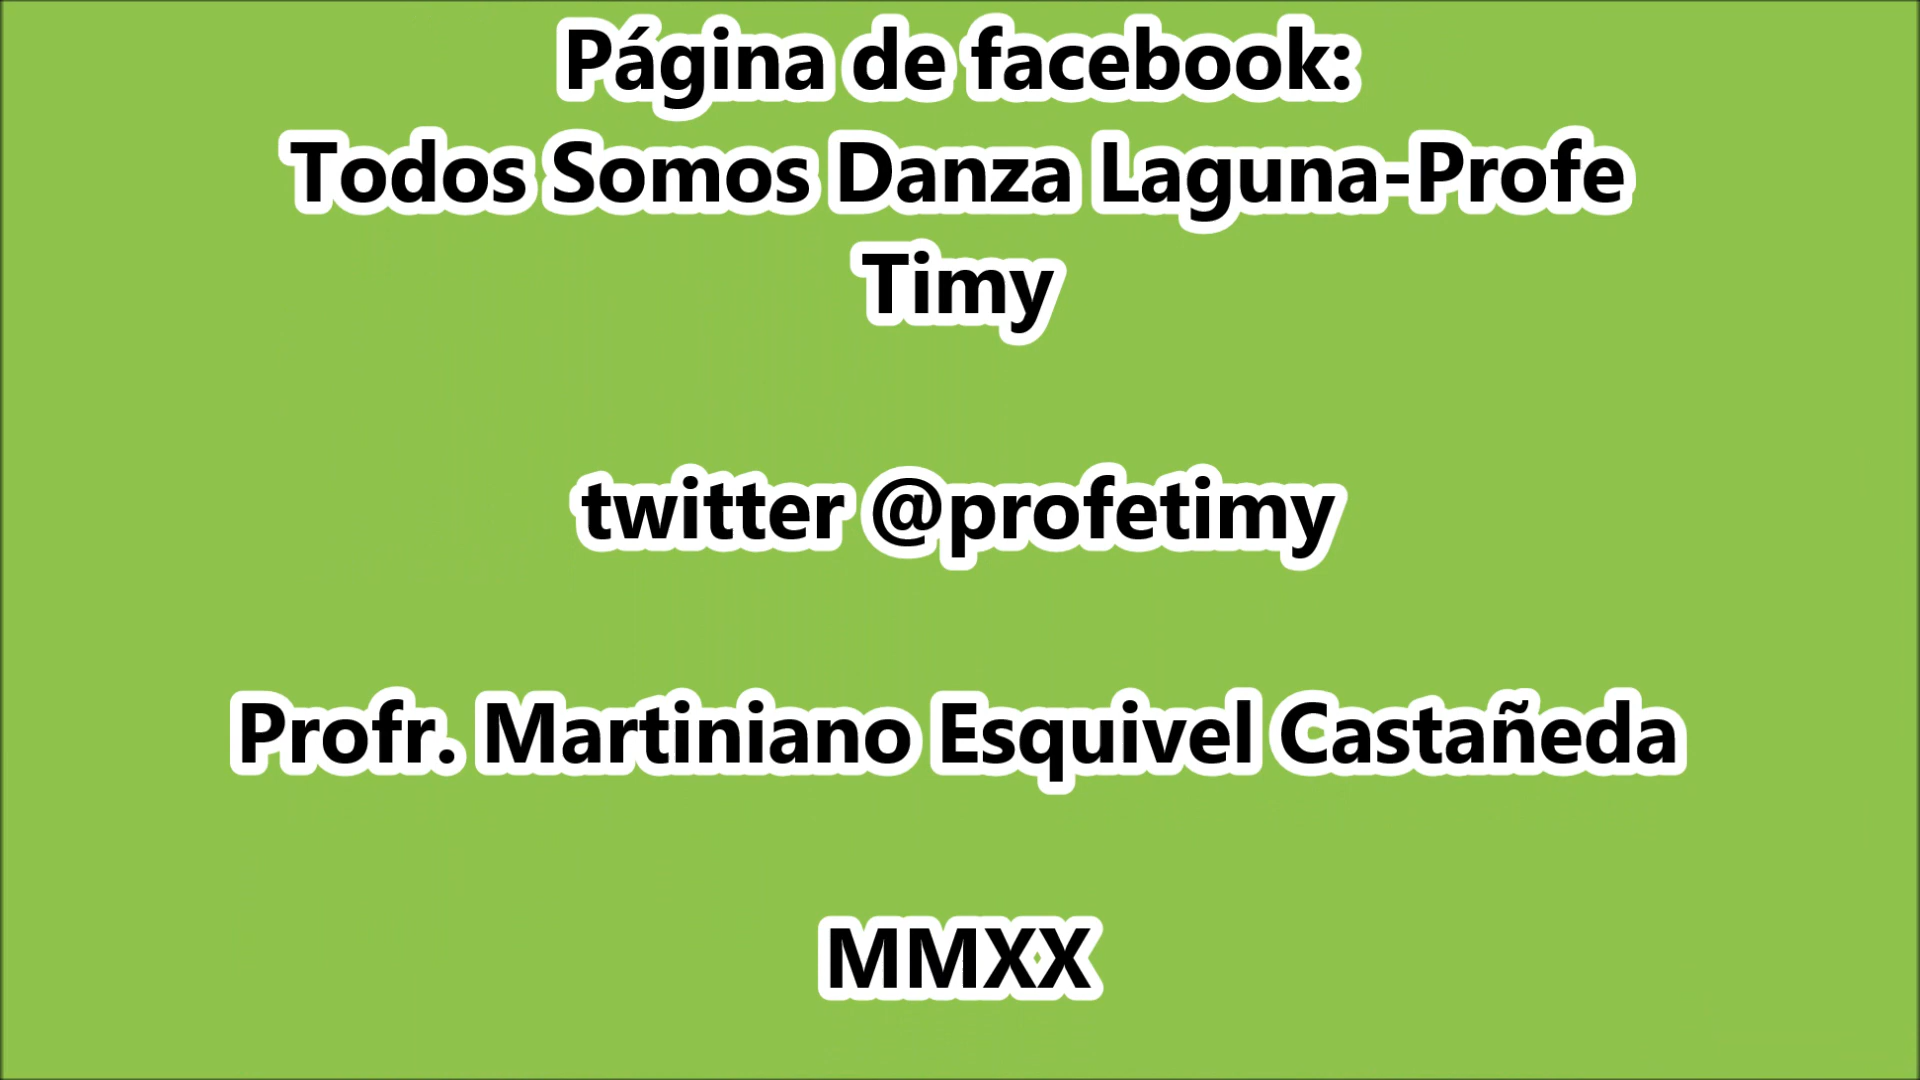 Página de facebook:
Todos Somos Danza Laguna-Profe
Timy
twitter @profetimy
Profr. Martiniano Esquivel Castañeda
MMXX